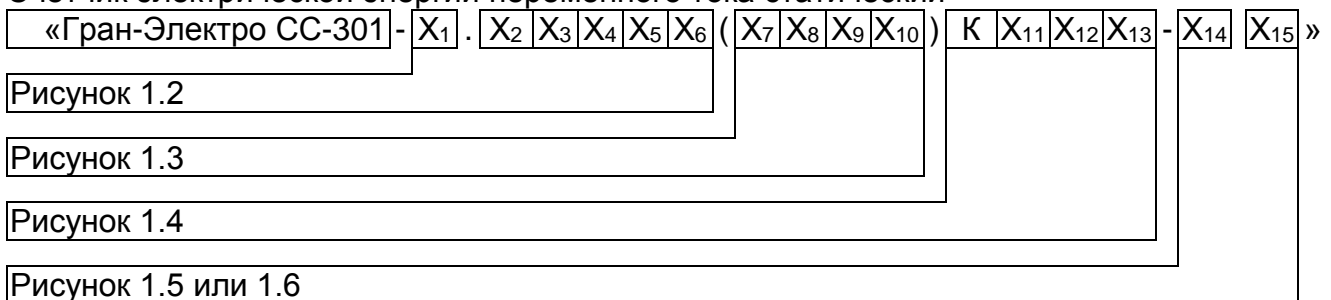 «Гран-Электро СС-301 - X₁ . X₂ X₃ X₄ X₅ X₆ ( X₇ X₈ X₉ X₁₀ ) К X₁₁ X₁₂ X₁₃ - X₁₄ X₁₅ »
Рисунок 1.2
Рисунок 1.3
Рисунок 1.4
Рисунок 1.5 или 1.6